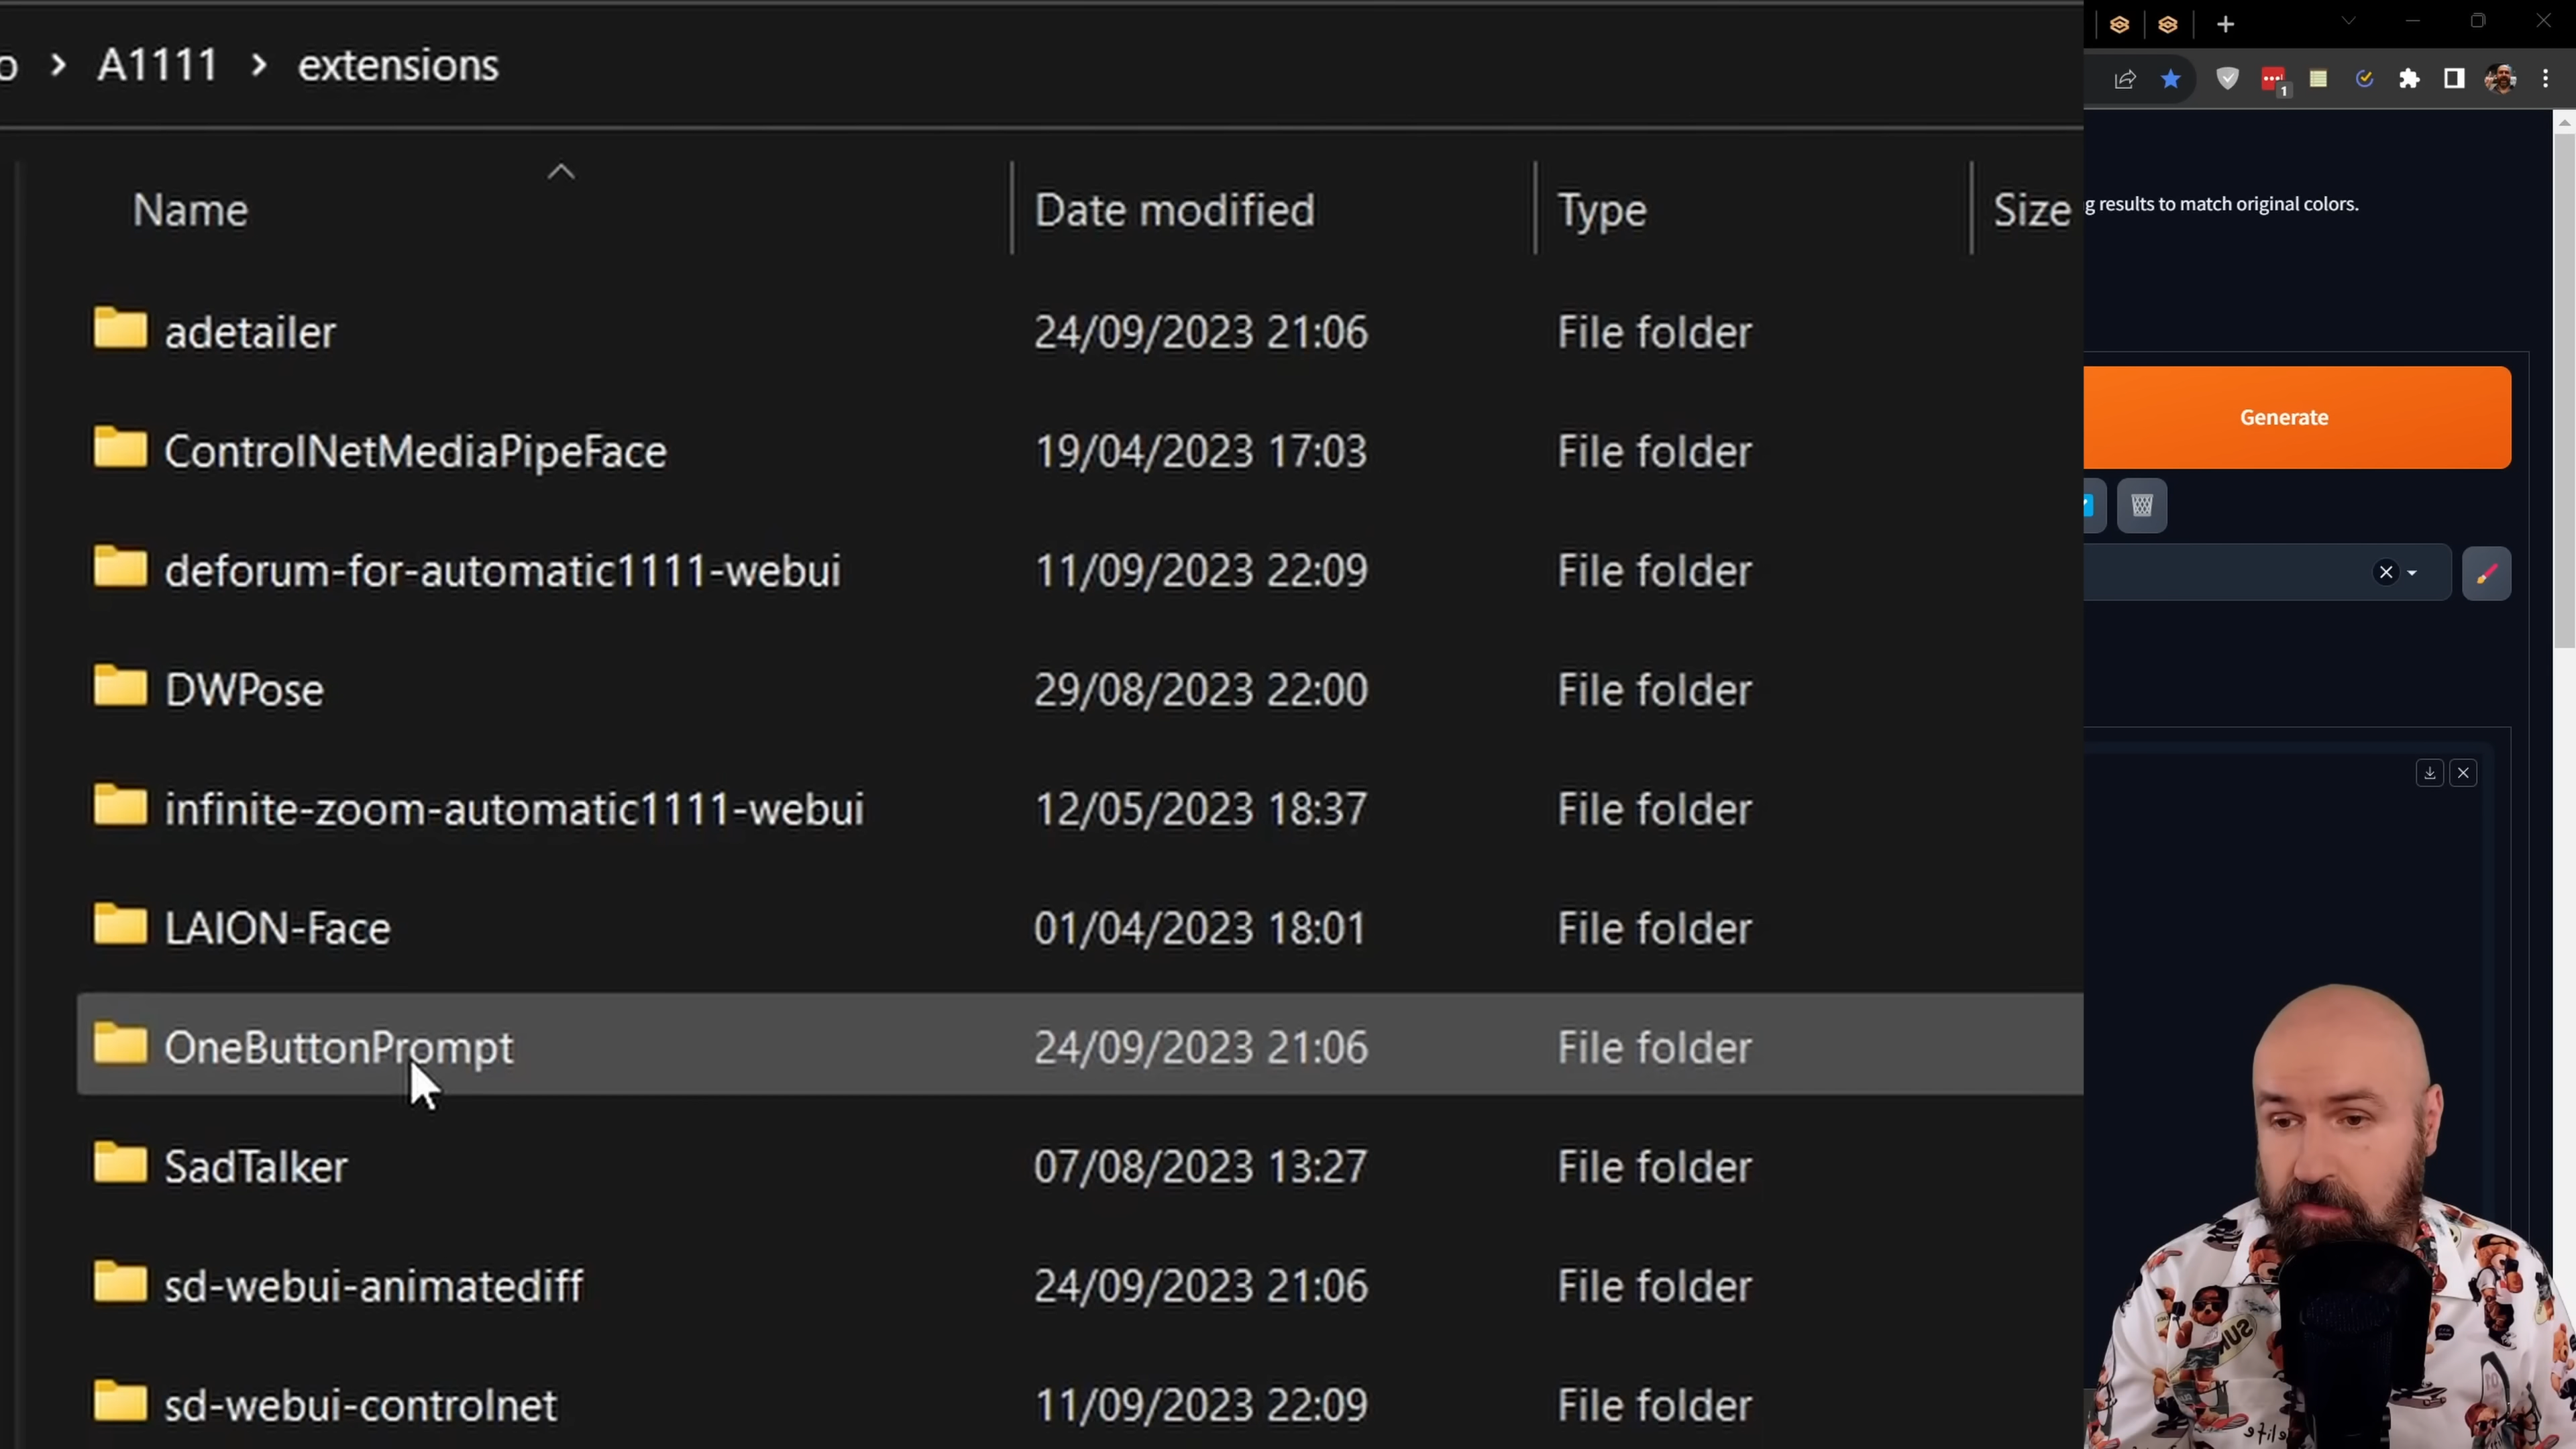 A1111 > extensions
Name Date modified Type Size
adetailer 24/09/2023 21:06 File folder
ControlNetMediaPipeFace 19/04/2023 17:03 File folder
deforum-for-automatic1111-webui 11/09/2023 22:09 File folder
DWPose 29/08/2023 22:00 File folder
infinite-zoom-automatic1111-webui 12/05/2023 18:37 File folder
LAION-Face 01/04/2023 18:01 File folder
OneButtonPrompt 24/09/2023 21:06 File folder
SadTalker 07/08/2023 13:27 File folder
sd-webui-animatediff 24/09/2023 21:06 File folder
sd-webui-controlnet 11/09/2023 22:09 File folder
1
g results to match original colors.
Generate